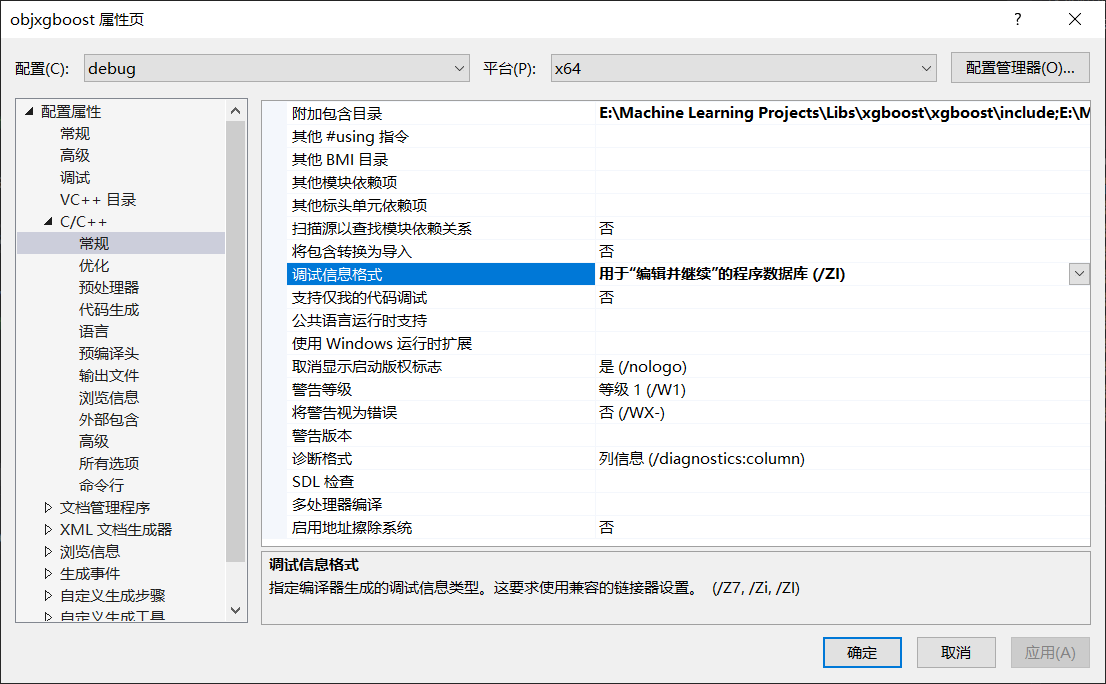 objxgboost 属性页
?
配置(C):
debug
平台(P):
x64
配置管理器(O)...
配置属性
常规
高级
调试
VC++ 目录
C/C++
常规
优化
预处理器
代码生成
语言
预编译头
输出文件
浏览信息
外部包含
高级
所有选项
命令行
文档管理程序
XML 文档生成器
浏览信息
生成事件
自定义生成步骤
自定义生成工具
附加包含目录 E:\Machine Learning Projects\Libs\xgboost\xgboost\include;E:\M
其他 #using 指令
其他 BMI 目录
其他模块依赖项
其他标头单元依赖项
扫描源以查找模块依赖关系 否
将包含转换为导入 否
调试信息格式 用于“编辑并继续”的程序数据库 (/ZI)
支持仅我的代码调试 否
公共语言运行时支持
使用 Windows 运行时扩展
取消显示启动版权标志 是 (/nologo)
警告等级 等级 1 (/W1)
将警告视为错误 否 (/WX-)
警告版本
诊断格式 列信息 (/diagnostics:column)
SDL 检查
多处理器编译
启用地址擦除系统 否
调试信息格式
指定编译器生成的调试信息类型。这要求使用兼容的链接器设置。 (/Z7, /Zi, /ZI)
确定
取消
应用(A)